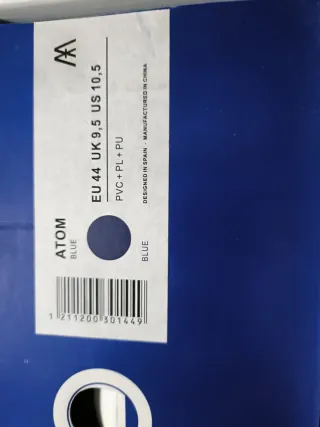 ATOM
BLUE
EU 44 UK 9,5 US 10,5
PVC + PL + PU
DESIGNED IN SPAIN - MANUFACTURED IN CHINA
BLUE
1 211200 301449